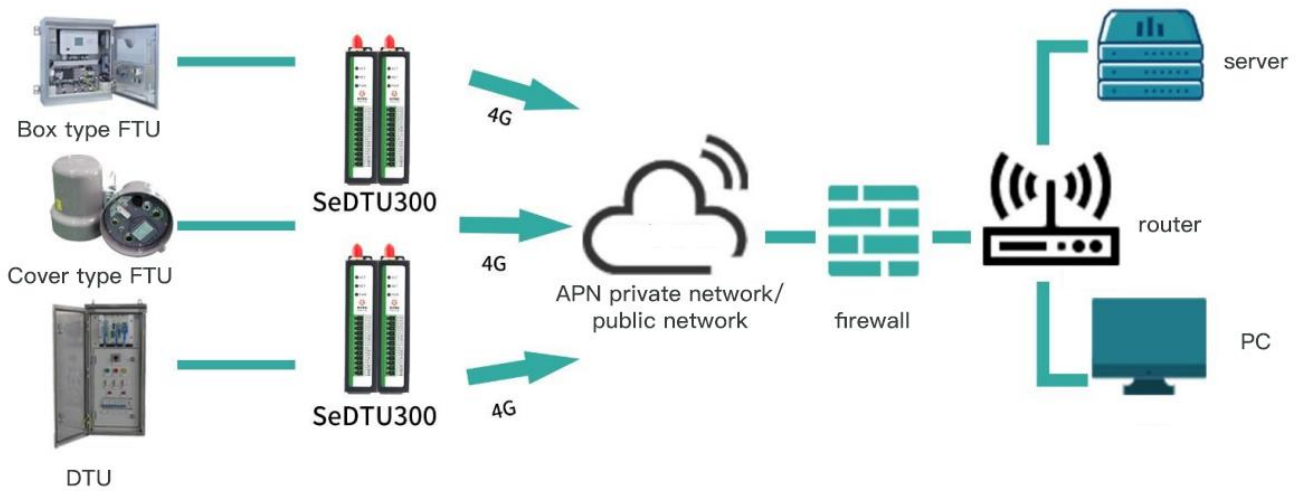 Box type FTU
SeDTU300
4G
server
Cover type FTU
4G
APN private network/
public network
firewall
router
DTU
SeDTU300
4G
PC